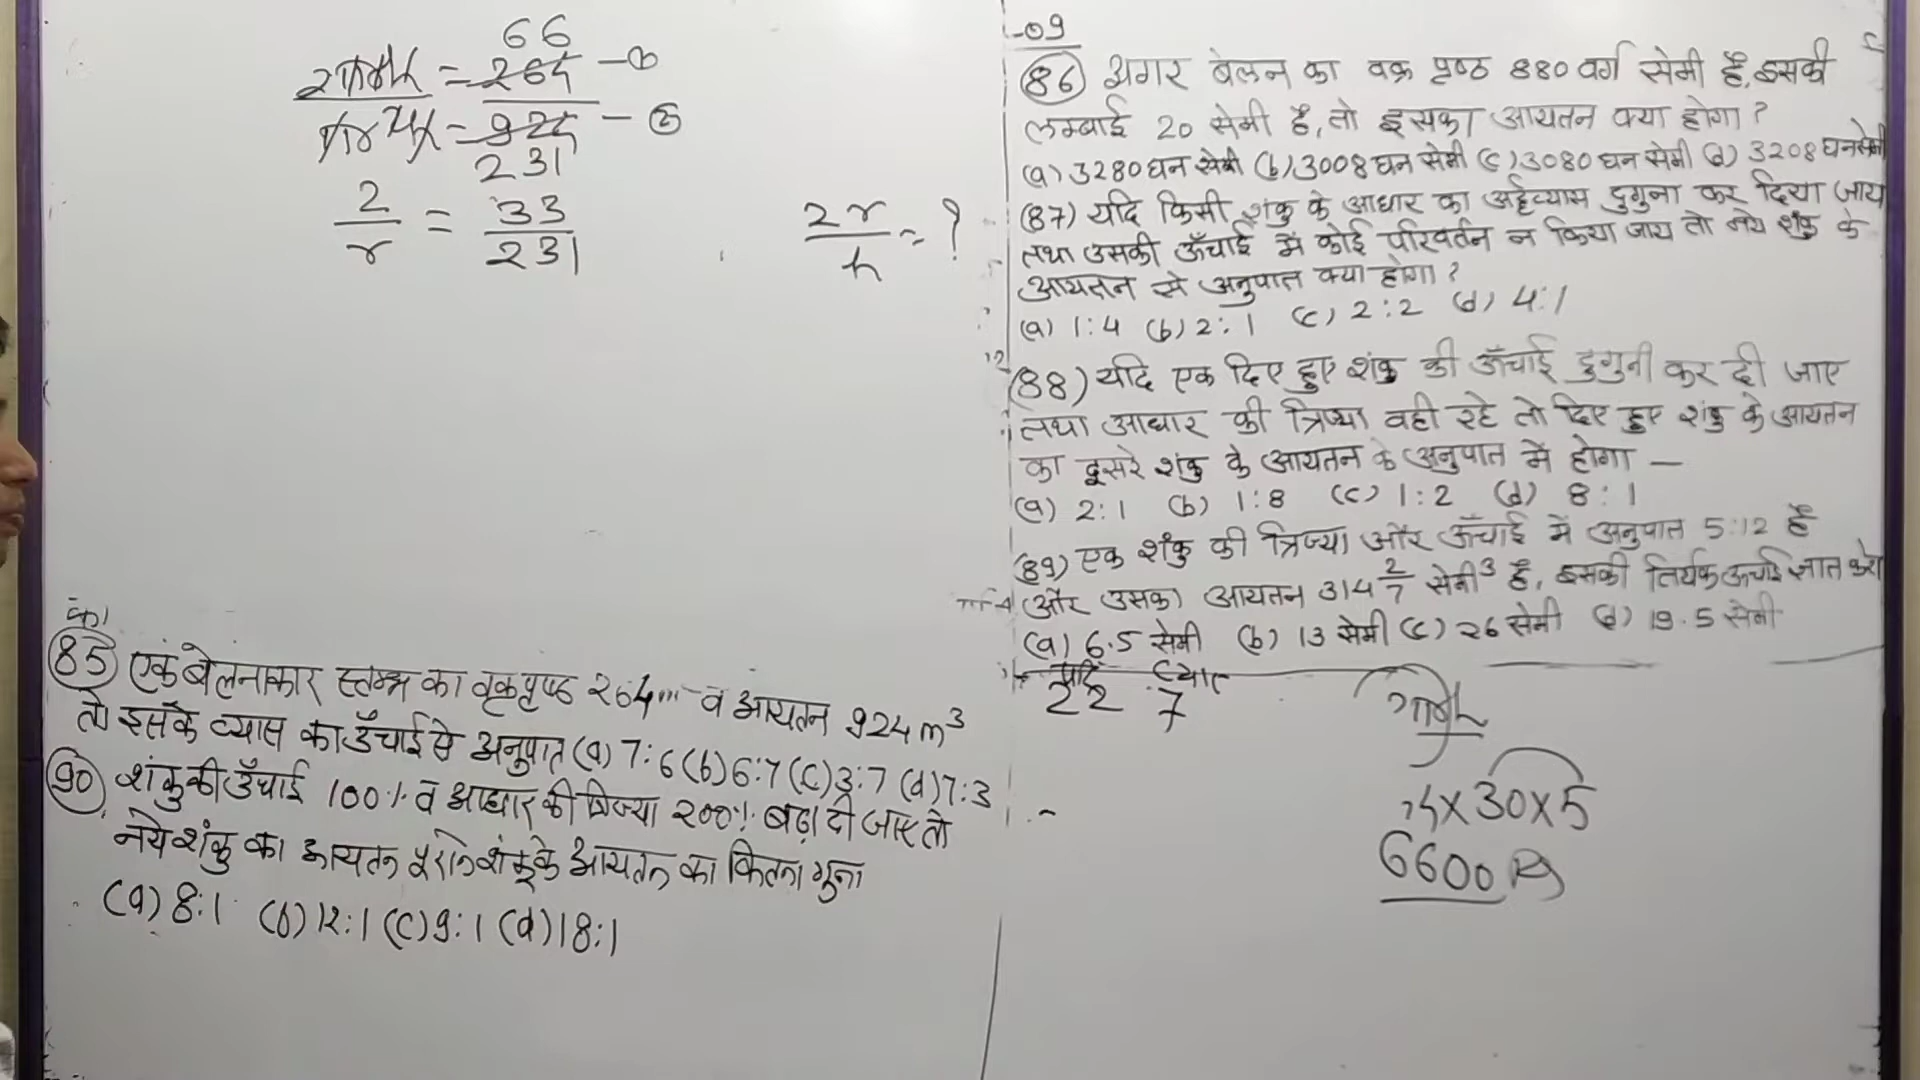 66
2πrh = 264 - ①
πr²h = 924 - ②
231
2/r = 33/231
2r/h = ?
(85) एक बेलनाकार स्तम्भ का वक्रपृष्ठ 264m² व आयतन 924m³
तो इसके व्यास का ऊँचाई से अनुपात (a) 7:6 (b) 6:7 (c) 3:7 (d) 7:3
(90) शंकु की ऊँचाई 100% व आधार की त्रिज्या 200% बढ़ा दी जाए तो
नये शंकु का आयतन पुराने शंकु के आयतन का कितना गुना
(a) 8:1 (b) 12:1 (c) 9:1 (d) 18:1
-09
(86) अगर बेलन का वक्र पृष्ठ 880 वर्ग सेमी है, इसकी
लम्बाई 20 सेमी है, तो इसका आयतन क्या होगा?
(a) 3280 घन सेमी (b) 3008 घन सेमी (c) 3080 घन सेमी (d) 3208 घन सेमी
(87) यदि किसी शंकु के आधार का अर्द्धव्यास दुगुना कर दिया जाय
तथा उसकी ऊँचाई में कोई परिवर्तन न किया जाय तो नये शंकु के
आयतन से अनुपात क्या होगा?
(a) 1:4 (b) 2:1 (c) 2:2 (d) 4:1
(88) यदि एक दिए हुए शंकु की ऊँचाई दुगुनी कर दी जाए
तथा आधार की त्रिज्या वही रहे तो दिए हुए शंकु के आयतन
का दूसरे शंकु के आयतन के अनुपात में होगा —
(a) 2:1 (b) 1:8 (c) 1:2 (d) 8:1
(89) एक शंकु की त्रिज्या और ऊँचाई में अनुपात 5:12 है
और उसका आयतन 314 2/7 सेमी³ है, इसकी तिर्यक ऊँचाई ज्ञात करो
(a) 6.5 सेमी (b) 13 सेमी (c) 26 सेमी (d) 19.5 सेमी
22 7
×30×5
6600